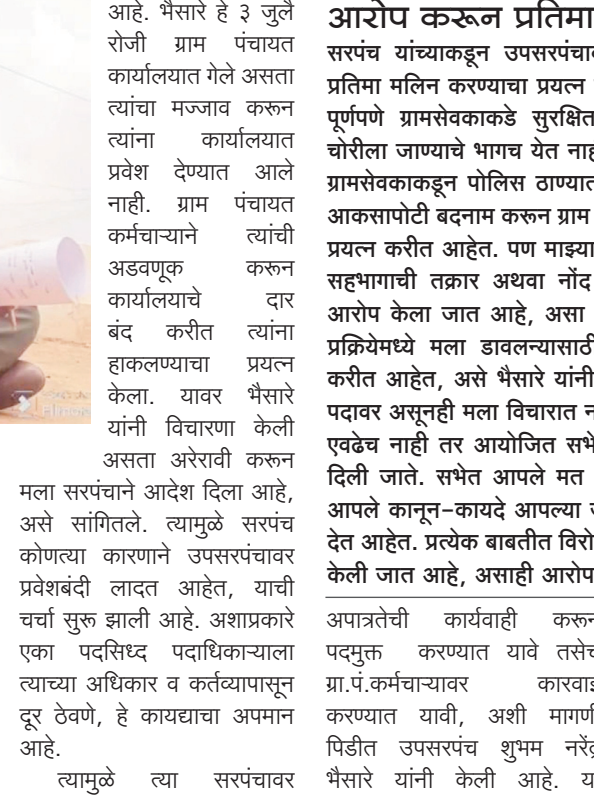 आहे. भैसारे हे ३ जुलै
रोजी ग्राम पंचायत
कार्यालयात गेले असता
त्यांचा मज्जाव करून
त्यांना कार्यालयात
प्रवेश देण्यात आले
नाही. ग्राम पंचायत
कर्मचाऱ्याने त्यांची
अडवणूक करून
कार्यालयाचे दार
बंद करीत त्यांना
हाकलण्याचा प्रयत्न
केला. यावर भैसारे
यांनी विचारणा केली
असता अरेरावी करून
मला सरपंचाने आदेश दिला आहे,
असे सांगितले. त्यामुळे सरपंच
कोणत्या कारणाने उपसरपंचावर
प्रवेशबंदी लादत आहेत, याची
चर्चा सुरू झाली आहे. अशाप्रकारे
एका पदसिध्द पदाधिकाऱ्याला
त्याच्या अधिकार व कर्तव्यापासून
दूर ठेवणे, हे कायद्याचा अपमान
आहे.
त्यामुळे त्या सरपंचावर
आरोप करून प्रतिमा
सरपंच यांच्याकडून
प्रतिमा मलिन करण्याचा प्रयत्न
पूर्णपणे ग्रामसेवकाकडे सुरक्षित
चोरीला जाण्याचे भागच येत
ग्रामसेवकाकडून पोलिस
आकसापोटी बदनाम करून ग्राम
प्रयत्न करीत आहेत. पण माझ्या
सहभागाची तक्रार अथवा नोंद
आरोप केला जात आहे, असा
प्रक्रियेमध्ये मला डावलन्यासाठी
करीत आहेत, असे भैसारे यांनी
पदावर असूनही मला विचारात
एवढेच नाही तर आयोजित
दिली जाते. सभेत आपले मत
आपले कानून-कायदे आपल्या
देत आहेत. प्रत्येक बाबतीत
केली जात आहे, असाही आरोप
अपात्रतेची कार्यवाही करून
पदमुक्त करण्यात यावे तसेच
ग्रा.पं.कर्मचाऱ्यावर
करण्यात यावी, अशी मागणी
पिडीत उपसरपंच शुभम नरेंद्र
भैसारे यांनी केली आहे.